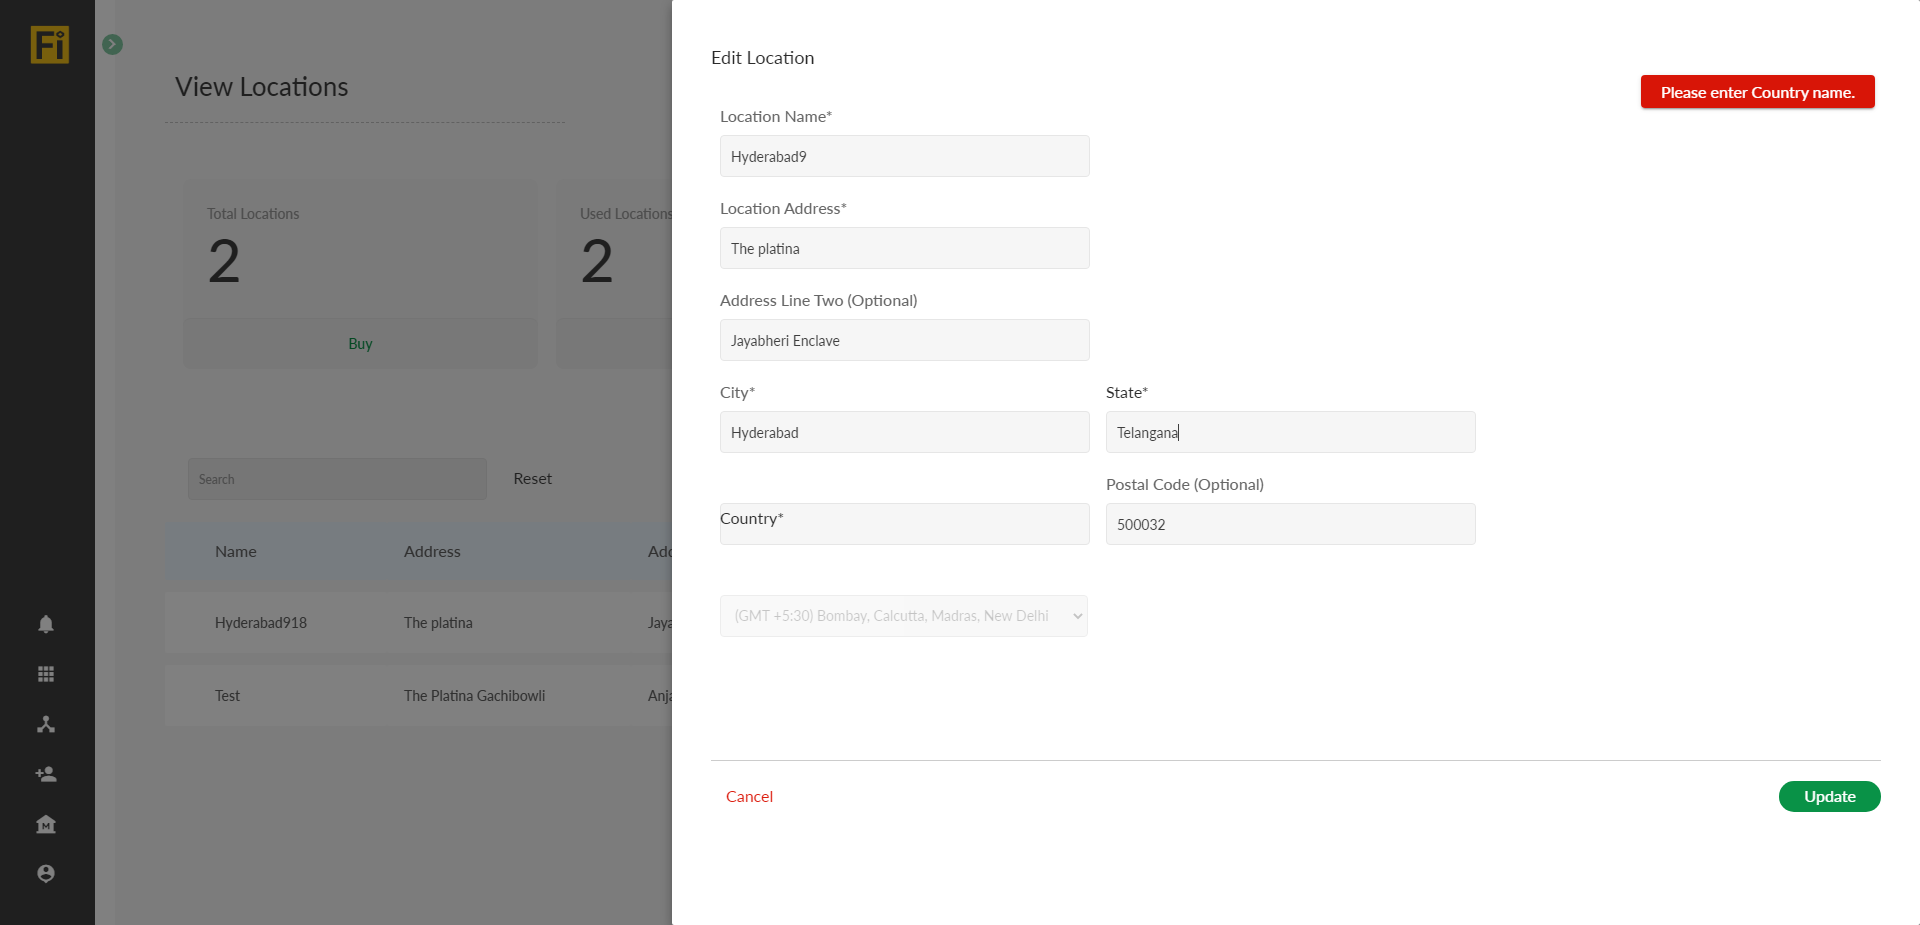 Fi
View Locations
Total Locations
2
Buy
Used Locations
2
Search
Reset
Name Address Add
Hyderabad918 The platina Jaya
Test The Platina Gachibowli Anja
Edit Location
Please enter Country name.
Location Name*
Hyderabad9
Location Address*
The platina
Address Line Two (Optional)
Jayabheri Enclave
City*
Hyderabad
State*
Telangana
Country*
Postal Code (Optional)
500032
(GMT +5:30) Bombay, Calcutta, Madras, New Delhi
Cancel
Update